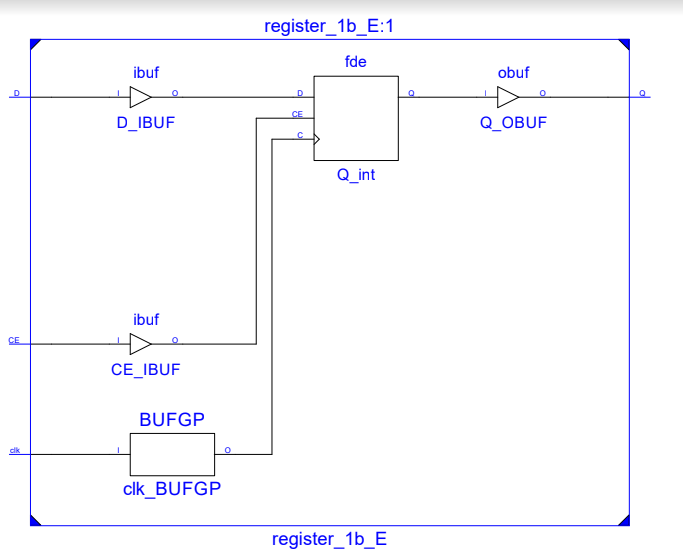 register_1b_E:1
fde
ibuf
obuf
D
I
O
D
Q
I
O
Q
CE
D_IBUF
Q_OBUF
C
Q_int
ibuf
CE
I
O
CE_IBUF
BUFGP
clk
I
O
clk_BUFGP
register_1b_E